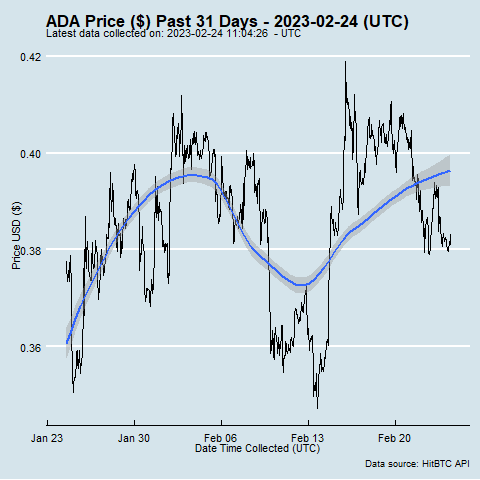 ADA Price ($) Past 31 Days - 2023-02-24 (UTC)
Latest data collected on: 2023-02-24 11:04:26  - UTC
0.42
0.40
0.38
0.36
Price USD ($)
Jan 23
Jan 30
Feb 06
Feb 13
Feb 20
Date Time Collected (UTC)
Data source: HitBTC API